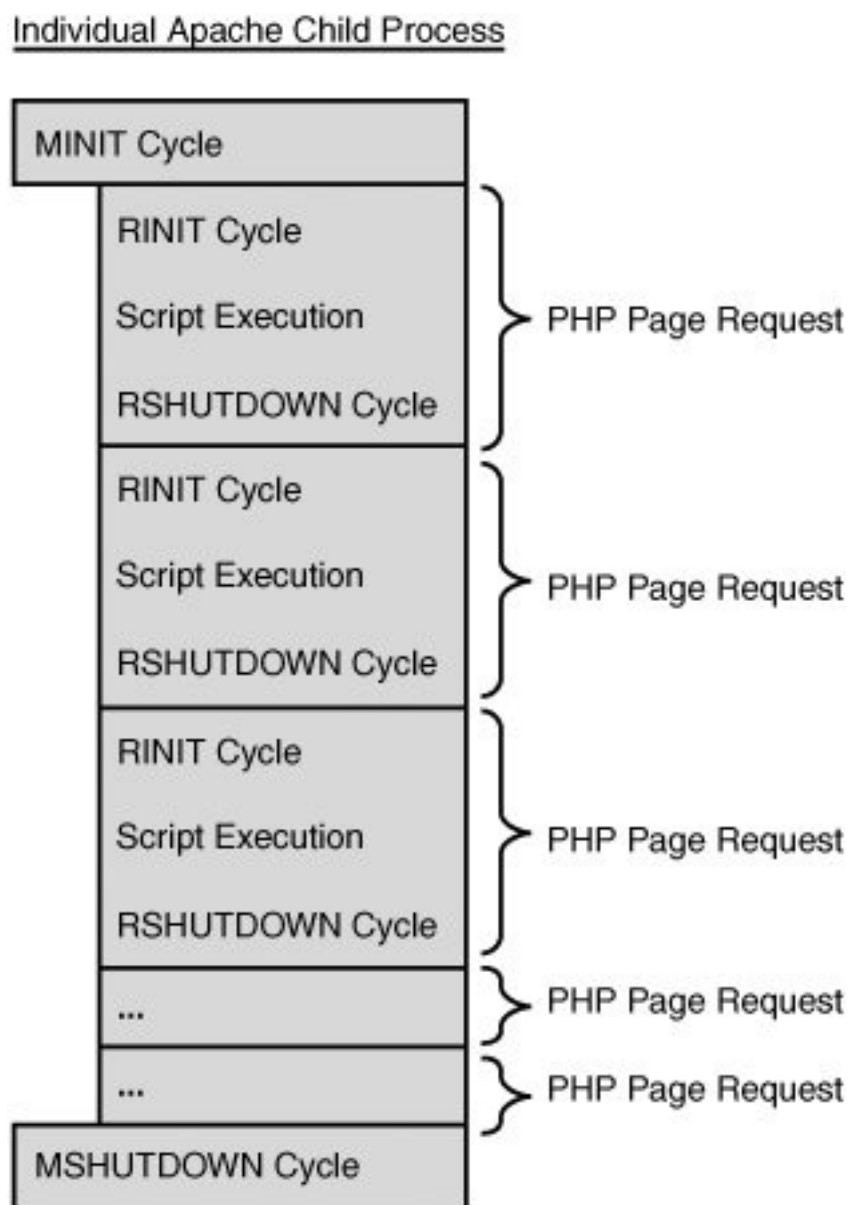 Individual Apache Child Process
MINIT Cycle
RINIT Cycle
Script Execution
RSHUTDOWN Cycle
PHP Page Request
RINIT Cycle
Script Execution
RSHUTDOWN Cycle
PHP Page Request
RINIT Cycle
Script Execution
RSHUTDOWN Cycle
PHP Page Request
...
PHP Page Request
...
PHP Page Request
MSHUTDOWN Cycle